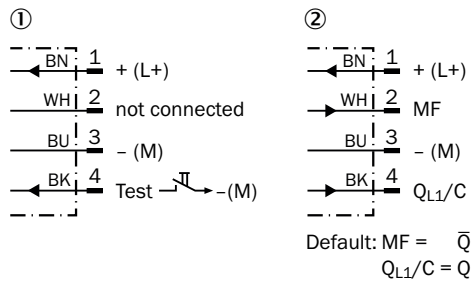 ①
BN 1 + (L+)
WH 2 not connected
BU 3 – (M)
BK 4 Test –(M)
②
BN 1 + (L+)
WH 2 MF
BU 3 – (M)
BK 4 QL1/C
Default: MF = Q̅
QL1/C = Q